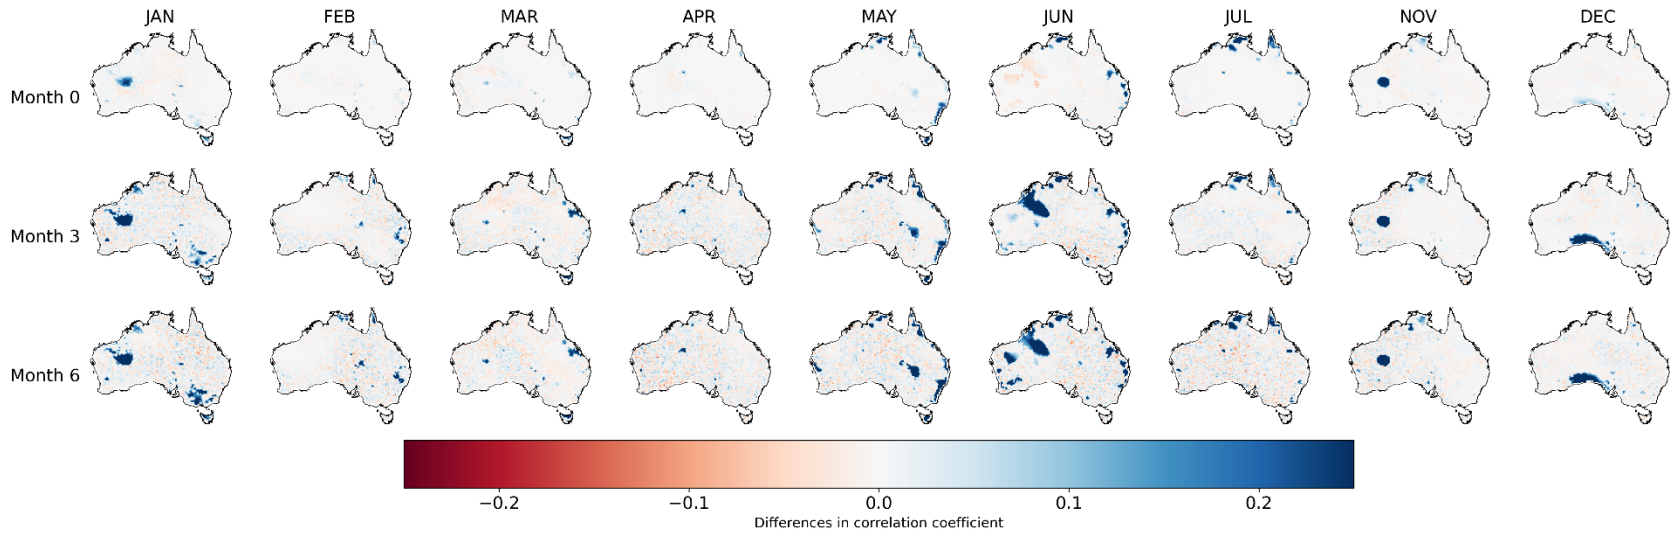 JAN FEB MAR APR MAY JUN JUL NOV DEC
Month 0
Month 3
Month 6
−0.2 −0.1 0.0 0.1 0.2
Differences in correlation coefficient